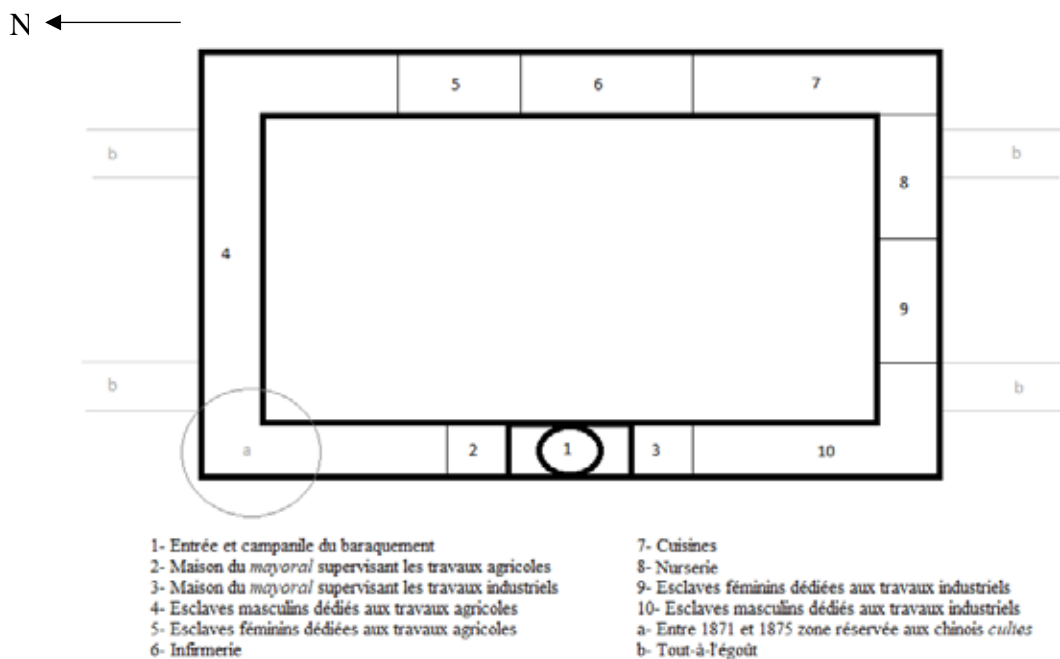 N
5
6
7
b
b
8
4
9
b
b
a
2
1
3
10
1- Entrée et campanile du baraquement
2- Maison du mayoral supervisant les travaux agricoles
3- Maison du mayoral supervisant les travaux industriels
4- Esclaves masculins dédiés aux travaux agricoles
5- Esclaves féminins dédiées aux travaux agricoles
6- Infirmerie
7- Cuisines
8- Nurserie
9- Esclaves féminins dédiées aux travaux industriels
10- Esclaves masculins dédiés aux travaux industriels
a- Entre 1871 et 1875 zone réservée aux chinois culies
b- Tout-à-l'égoût